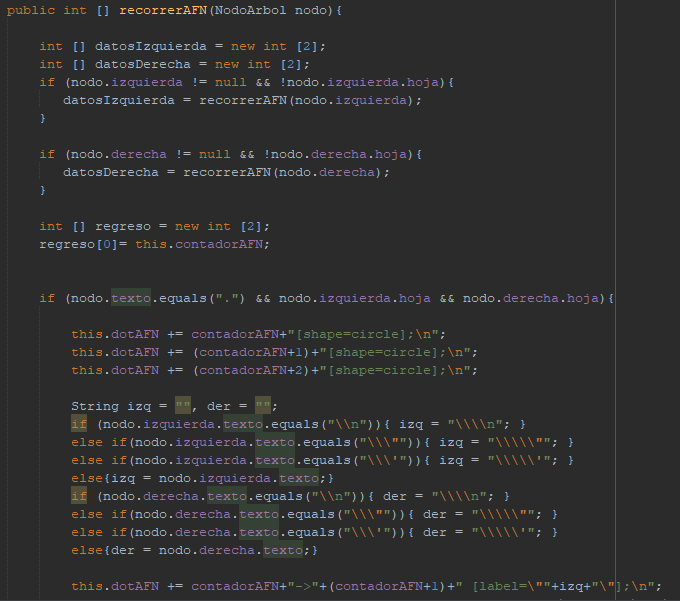 public int [] recorrerAFN(NodoArbol nodo){
int [] datosIzquierda = new int [2];
int [] datosDerecha = new int [2];
if (nodo.izquierda != null && !nodo.izquierda.hoja){
datosIzquierda = recorrerAFN(nodo.izquierda);
}
if (nodo.derecha != null && !nodo.derecha.hoja){
datosDerecha = recorrerAFN(nodo.derecha);
}
int [] regreso = new int [2];
regreso[0]= this.contadorAFN;
if (nodo.texto.equals(".") && nodo.izquierda.hoja && nodo.derecha.hoja){
this.dotAFN += contadorAFN+"[shape=circle];\n";
this.dotAFN += (contadorAFN+1)+"[shape=circle];\n";
this.dotAFN += (contadorAFN+2)+"[shape=circle];\n";
String izq = "", der = "";
if (nodo.izquierda.texto.equals("\\n")){ izq = "\\\\n"; }
else if(nodo.izquierda.texto.equals("\\\"")){ izq = "\\\\\""; }
else if(nodo.izquierda.texto.equals("\\\'")){ izq = "\\\\\'"; }
else{izq = nodo.izquierda.texto;}
if (nodo.derecha.texto.equals("\\n")){ der = "\\\\n"; }
else if(nodo.derecha.texto.equals("\\\"")){ der = "\\\\\""; }
else if(nodo.derecha.texto.equals("\\\'")){ der = "\\\\\'"; }
else{der = nodo.derecha.texto;}
this.dotAFN += contadorAFN+"->"+(contadorAFN+1)+" [label=\""+izq+"\"];\n";